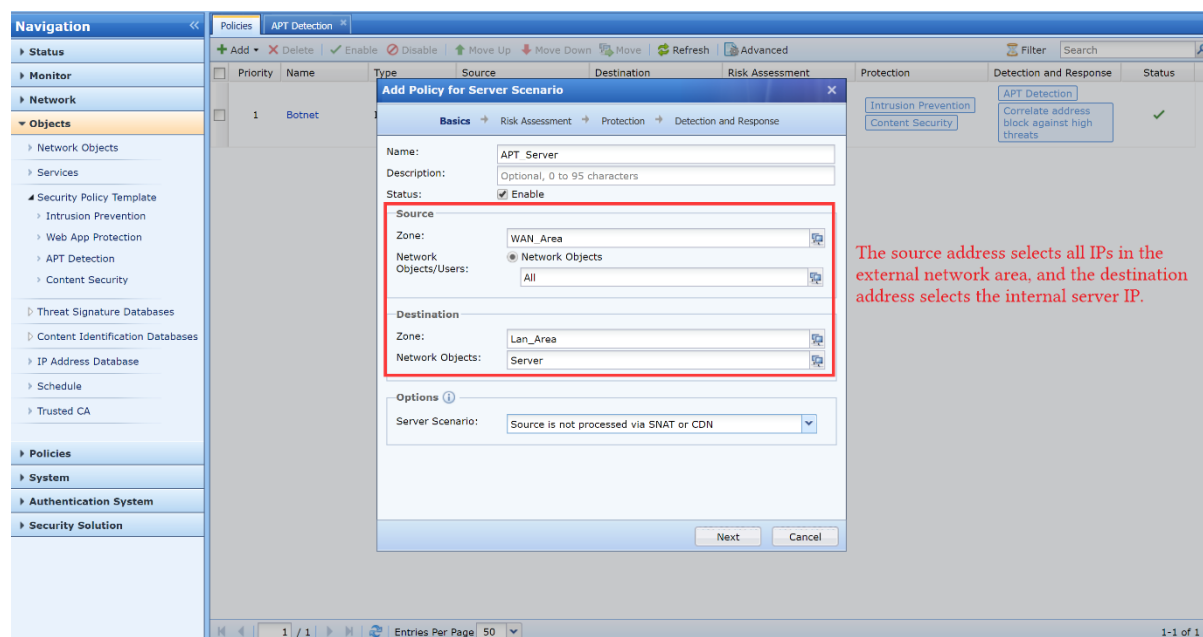 Navigation
Status
Monitor
Network
Objects
Network Objects
Services
Security Policy Template
Intrusion Prevention
Web App Protection
APT Detection
Content Security
Threat Signature Databases
Content Identification Databases
IP Address Database
Schedule
Trusted CA
Policies
System
Authentication System
Security Solution
Policies APT Detection
Add Delete Enable Disable Move Up Move Down Move Refresh Advanced Filter Search
Priority Name Type Source Destination Risk Assessment Protection Detection and Response Status
1 Botnet
Intrusion Prevention
Content Security
APT Detection
Correlate address
block against high
threats
Add Policy for Server Scenario
Basics Risk Assessment Protection Detection and Response
Name: APT_Server
Description: Optional, 0 to 95 characters
Status: Enable
Source
Zone: WAN_Area
Network
Objects/Users:
Network Objects
All
Destination
Zone: Lan_Area
Network Objects: Server
Options
Server Scenario: Source is not processed via SNAT or CDN
Next Cancel
The source address selects all IPs in the
external network area, and the destination
address selects the internal server IP.
1 / 1 Entries Per Page 50 1-1 of 1